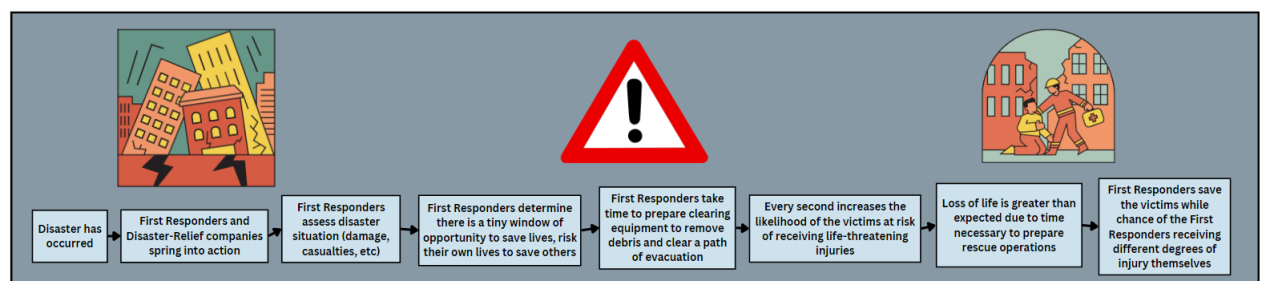 Disaster has
occurred
First Responders and
Disaster-Relief companies
spring into action
First Responders
assess disaster
situation (damage,
casualties, etc)
First Responders determine
there is a tiny window of
opportunity to save lives, risk
their own lives to save others
First Responders take
time to prepare clearing
equipment to remove
debris and clear a path
of evacuation
Every second increases the
likelihood of the victims at risk
of receiving life-threatening
injuries
Loss of life is greater than
expected due to time
necessary to prepare
rescue operations
First Responders save
the victims while
chance of the First
Responders receiving
different degrees of
injury themselves